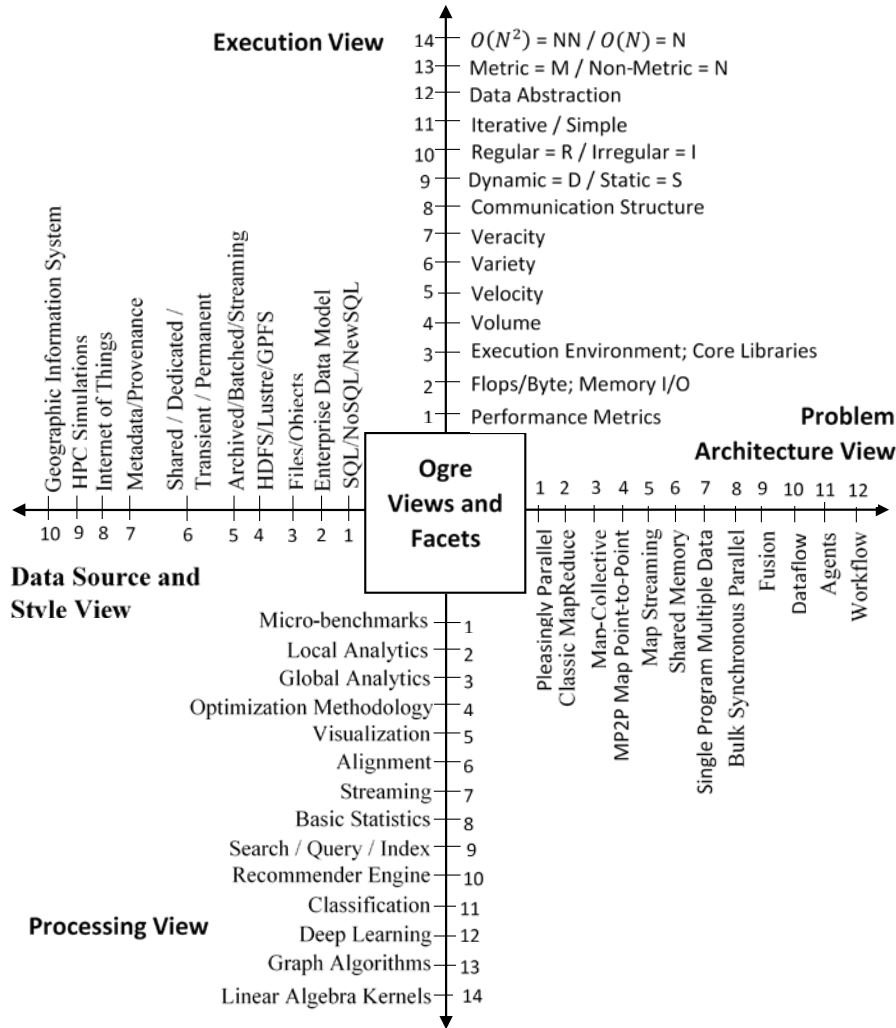 Execution View
14 O(N²) = NN / O(N) = N
13 Metric = M / Non-Metric = N
12 Data Abstraction
11 Iterative / Simple
10 Regular = R / Irregular = I
9 Dynamic = D / Static = S
8 Communication Structure
7 Veracity
6 Variety
5 Velocity
4 Volume
3 Execution Environment; Core Libraries
2 Flops/Byte; Memory I/O
1 Performance Metrics
Geographic Information System
HPC Simulations
Internet of Things
Metadata/Provenance
Shared / Dedicated /
Transient / Permanent
Archived/Batched/Streaming
HDFS/Lustre/GPFS
Files/Objects
Enterprise Data Model
SQL/NoSQL/NewSQL
10 9 8 7 6 5 4 3 2 1
Data Source and
Style View
Ogre
Views and
Facets
Problem
Architecture View
1 2 3 4 5 6 7 8 9 10 11 12
Pleasingly Parallel
Classic MapReduce
Map-Collective
MP2P Map Point-to-Point
Map Streaming
Shared Memory
Single Program Multiple Data
Bulk Synchronous Parallel
Fusion
Dataflow
Agents
Workflow
Micro-benchmarks 1
Local Analytics 2
Global Analytics 3
Optimization Methodology 4
Visualization 5
Alignment 6
Streaming 7
Basic Statistics 8
Search / Query / Index 9
Recommender Engine 10
Classification 11
Deep Learning 12
Graph Algorithms 13
Linear Algebra Kernels 14
Processing View